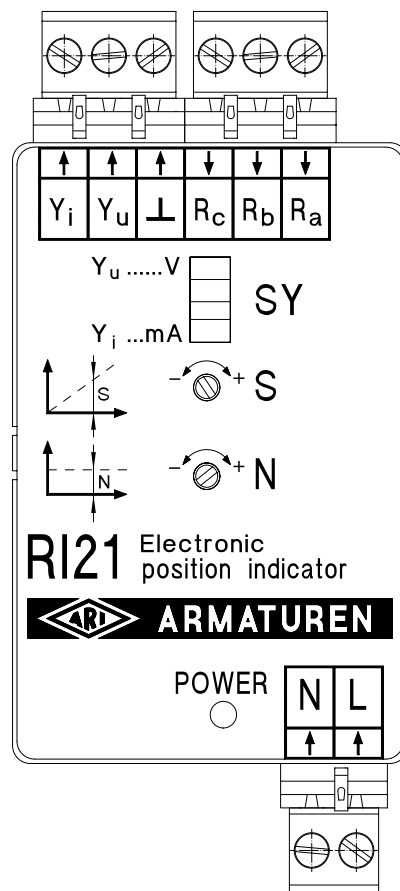 Yi Yu ⊥ Rc Rb Ra
Yu ......V
SY
Yi ...mA
S - + S
N - + N
RI21 Electronic
position indicator
ARI ARMATUREN
POWER N L